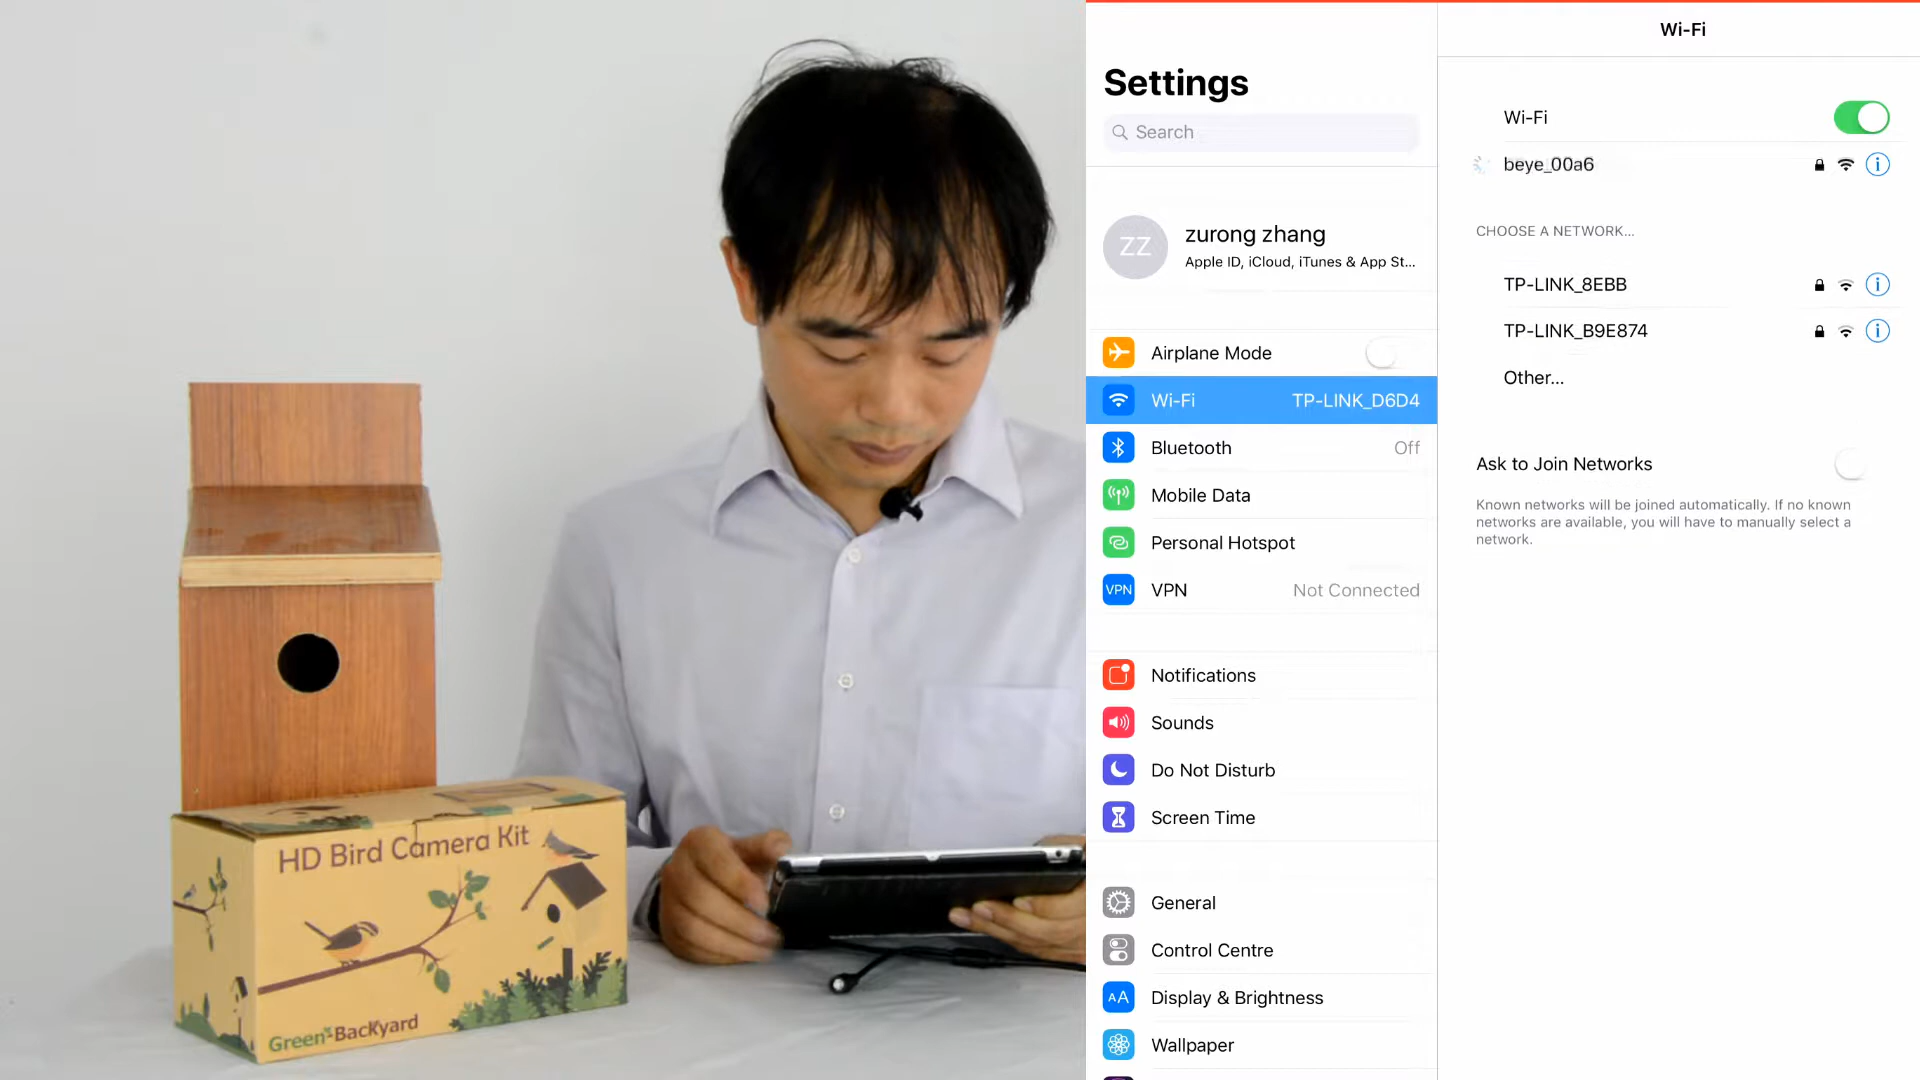 HD Bird Camera Kit
Green-Backyard
Settings
Search
ZZ
zurong zhang
Apple ID, iCloud, iTunes & App St...
Airplane Mode
Wi-Fi TP-LINK_D6D4
Bluetooth Off
Mobile Data
Personal Hotspot
VPN VPN Not Connected
Notifications
Sounds
Do Not Disturb
Screen Time
General
Control Centre
AA Display & Brightness
Wallpaper
Wi-Fi
Wi-Fi
beye_00a6
CHOOSE A NETWORK...
TP-LINK_8EBB
TP-LINK_B9E874
Other...
Ask to Join Networks
Known networks will be joined automatically. If no known
networks are available, you will have to manually select a
network.